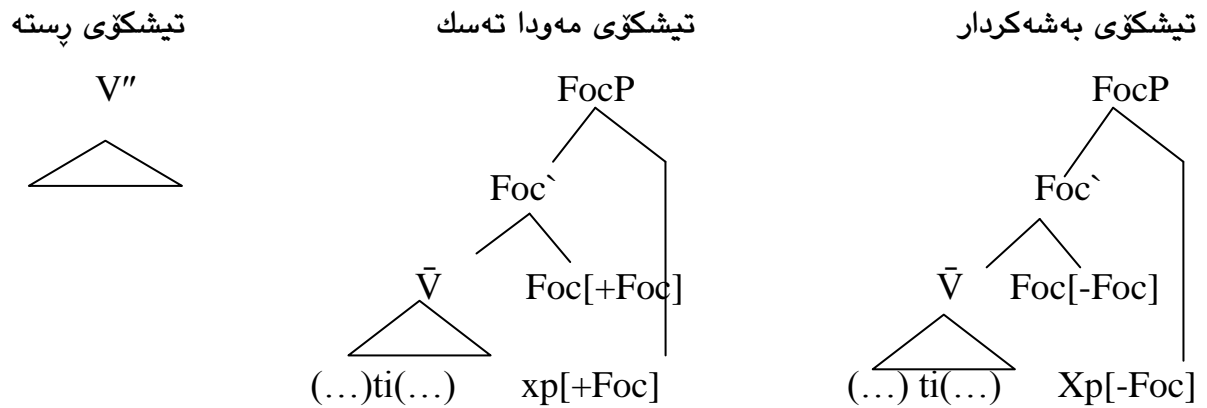 تیشکۆی بەشەکردار تیشکۆی مەودا تەسك تیشکۆی ڕستە
V″ FocP FocP
Foc` Foc`
V̄ Foc[+Foc] V̄ Foc[-Foc]
(…)ti(…) xp[+Foc] (…) ti(…) Xp[-Foc]